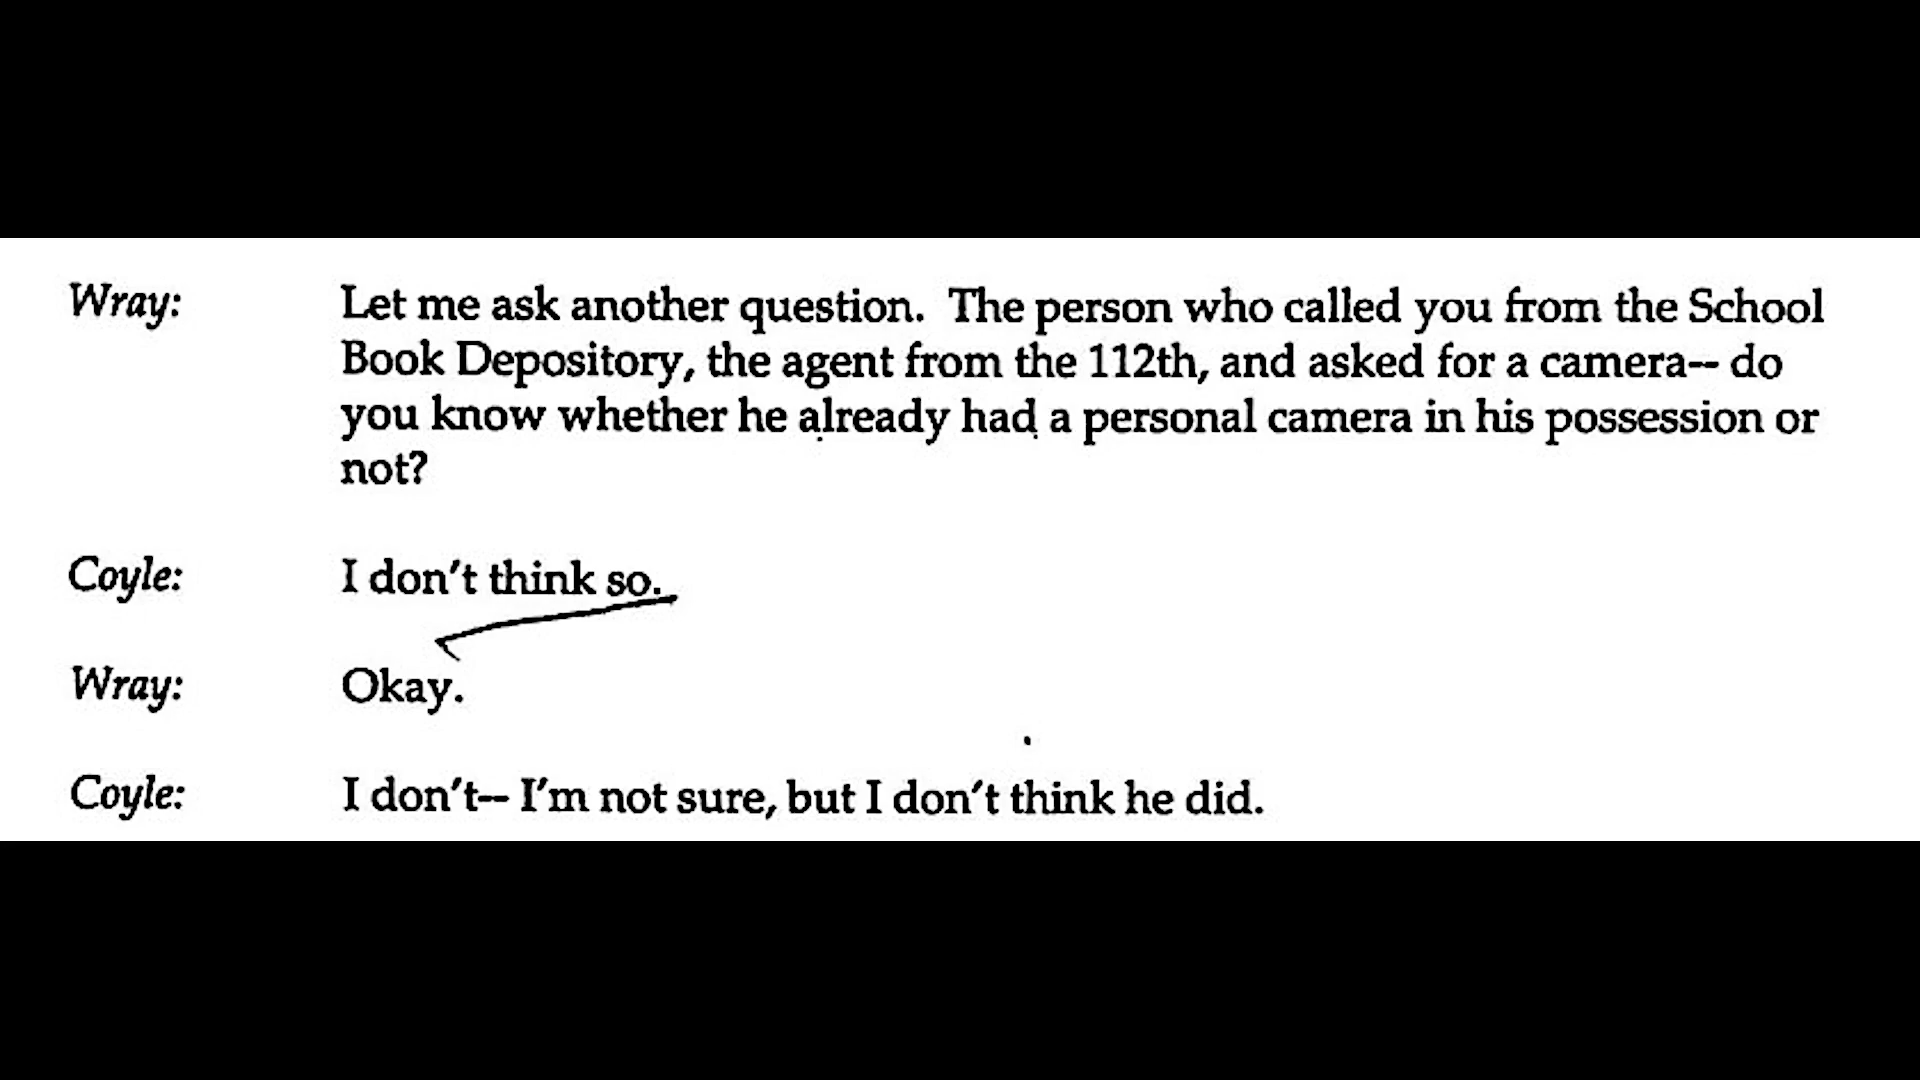 Wray: Let me ask another question. The person who called you from the School
Book Depository, the agent from the 112th, and asked for a camera-- do
you know whether he already had a personal camera in his possession or
not?
Coyle: I don't think so.
Wray: Okay.
Coyle: I don't-- I'm not sure, but I don't think he did.